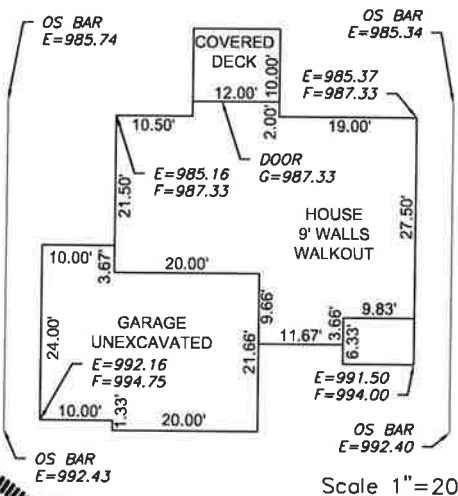 OS BAR
E=985.74
OS BAR
E=985.34
COVERED
DECK
10.00'
12.00'
2.00'
E=985.37
F=987.33
10.50'
19.00'
E=985.16
F=987.33
DOOR
G=987.33
21.50'
HOUSE
9' WALLS
WALKOUT
27.50'
10.00'
3.67'
20.00'
9.66'
9.83'
11.67'
3.66'
6.33'
24.00'
GARAGE
UNEXCAVATED
21.66'
E=992.16
F=994.75
E=991.50
F=994.00
10.00'
1.33'
20.00'
OS BAR
E=992.43
OS BAR
E=992.40
Scale 1"=20